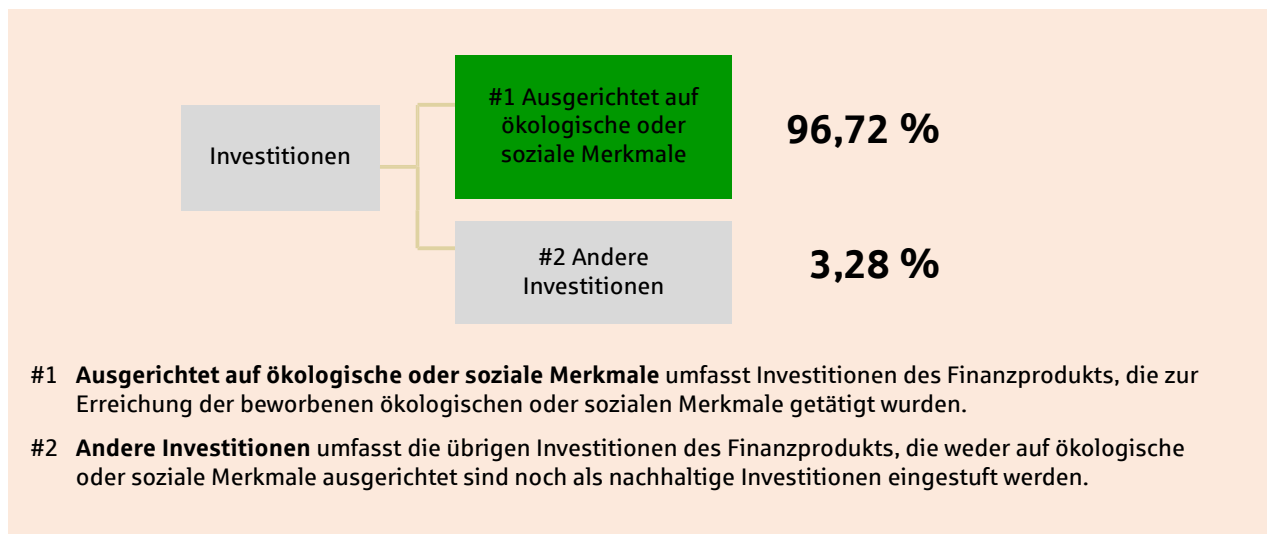 #1 Ausgerichtet auf
ökologische oder
soziale Merkmale
96,72 %
Investitionen
#2 Andere
Investitionen
3,28 %
#1 Ausgerichtet auf ökologische oder soziale Merkmale umfasst Investitionen des Finanzprodukts, die zur
Erreichung der beworbenen ökologischen oder sozialen Merkmale getätigt wurden.
#2 Andere Investitionen umfasst die übrigen Investitionen des Finanzprodukts, die weder auf ökologische
oder soziale Merkmale ausgerichtet sind noch als nachhaltige Investitionen eingestuft werden.